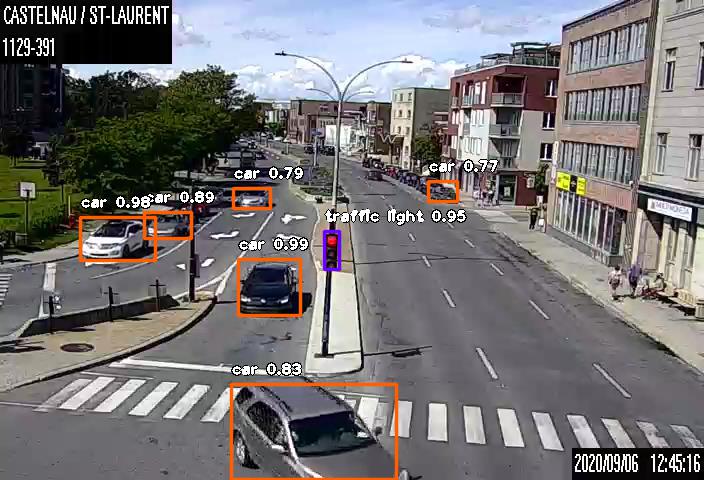 CASTELNAU / ST-LAURENT
1129-391
car 0.79
car 0.77
car 0.98
car 0.89
traffic light 0.95
car 0.99
car 0.83
2020/09/06 12:45:16